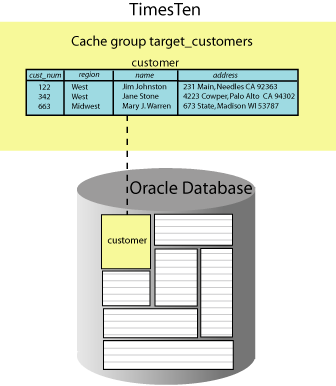 TimesTen
Cache group target_customers
customer
cust_num region name address
122 West Jim Johnston 231 Main, Needles CA 92363
342 West Jane Stone 4223 Cowper, Palo Alto CA 94302
663 Midwest Mary J. Warren 673 State, Madison WI 53787
Oracle Database
customer